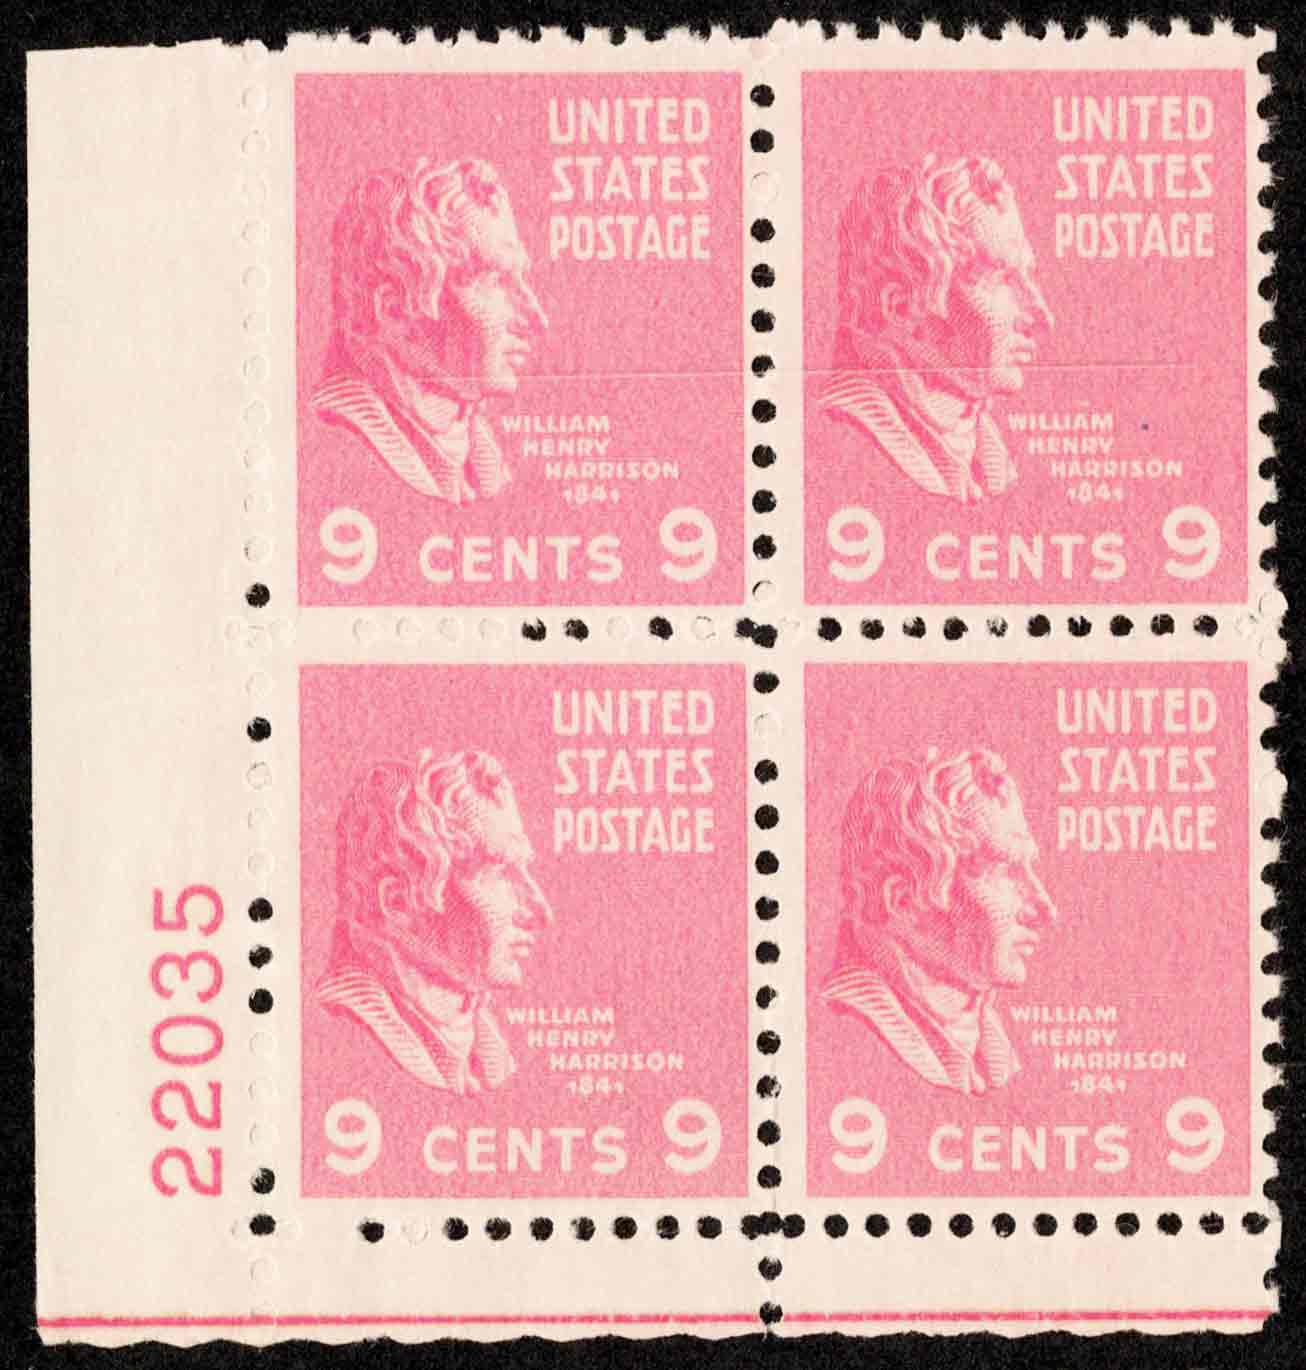 UNITED
STATES
POSTAGE
WILLIAM
HENRY
HARRISON
1841
9 CENTS 9
UNITED
STATES
POSTAGE
WILLIAM
HENRY
HARRISON
1841
9 CENTS 9
UNITED
STATES
POSTAGE
WILLIAM
HENRY
HARRISON
1841
9 CENTS 9
UNITED
STATES
POSTAGE
WILLIAM
HENRY
HARRISON
1841
9 CENTS 9
22035